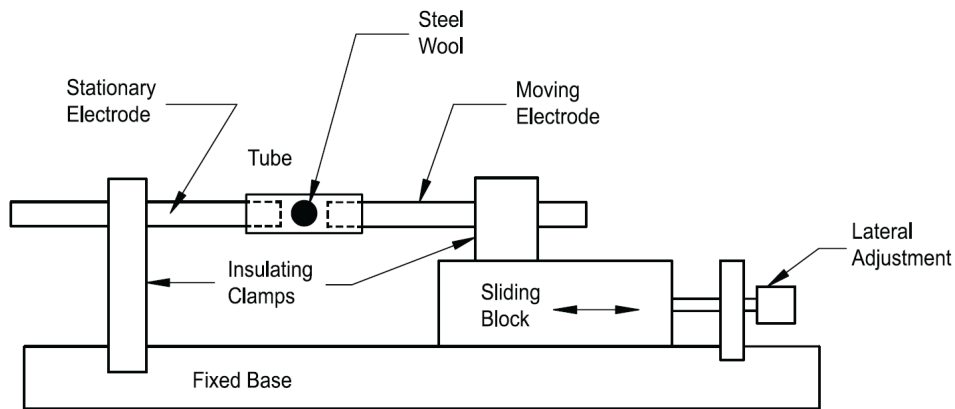 Steel
Wool
Stationary
Electrode
Moving
Electrode
Tube
Lateral
Adjustment
Insulating
Clamps
Sliding
Block
Fixed Base